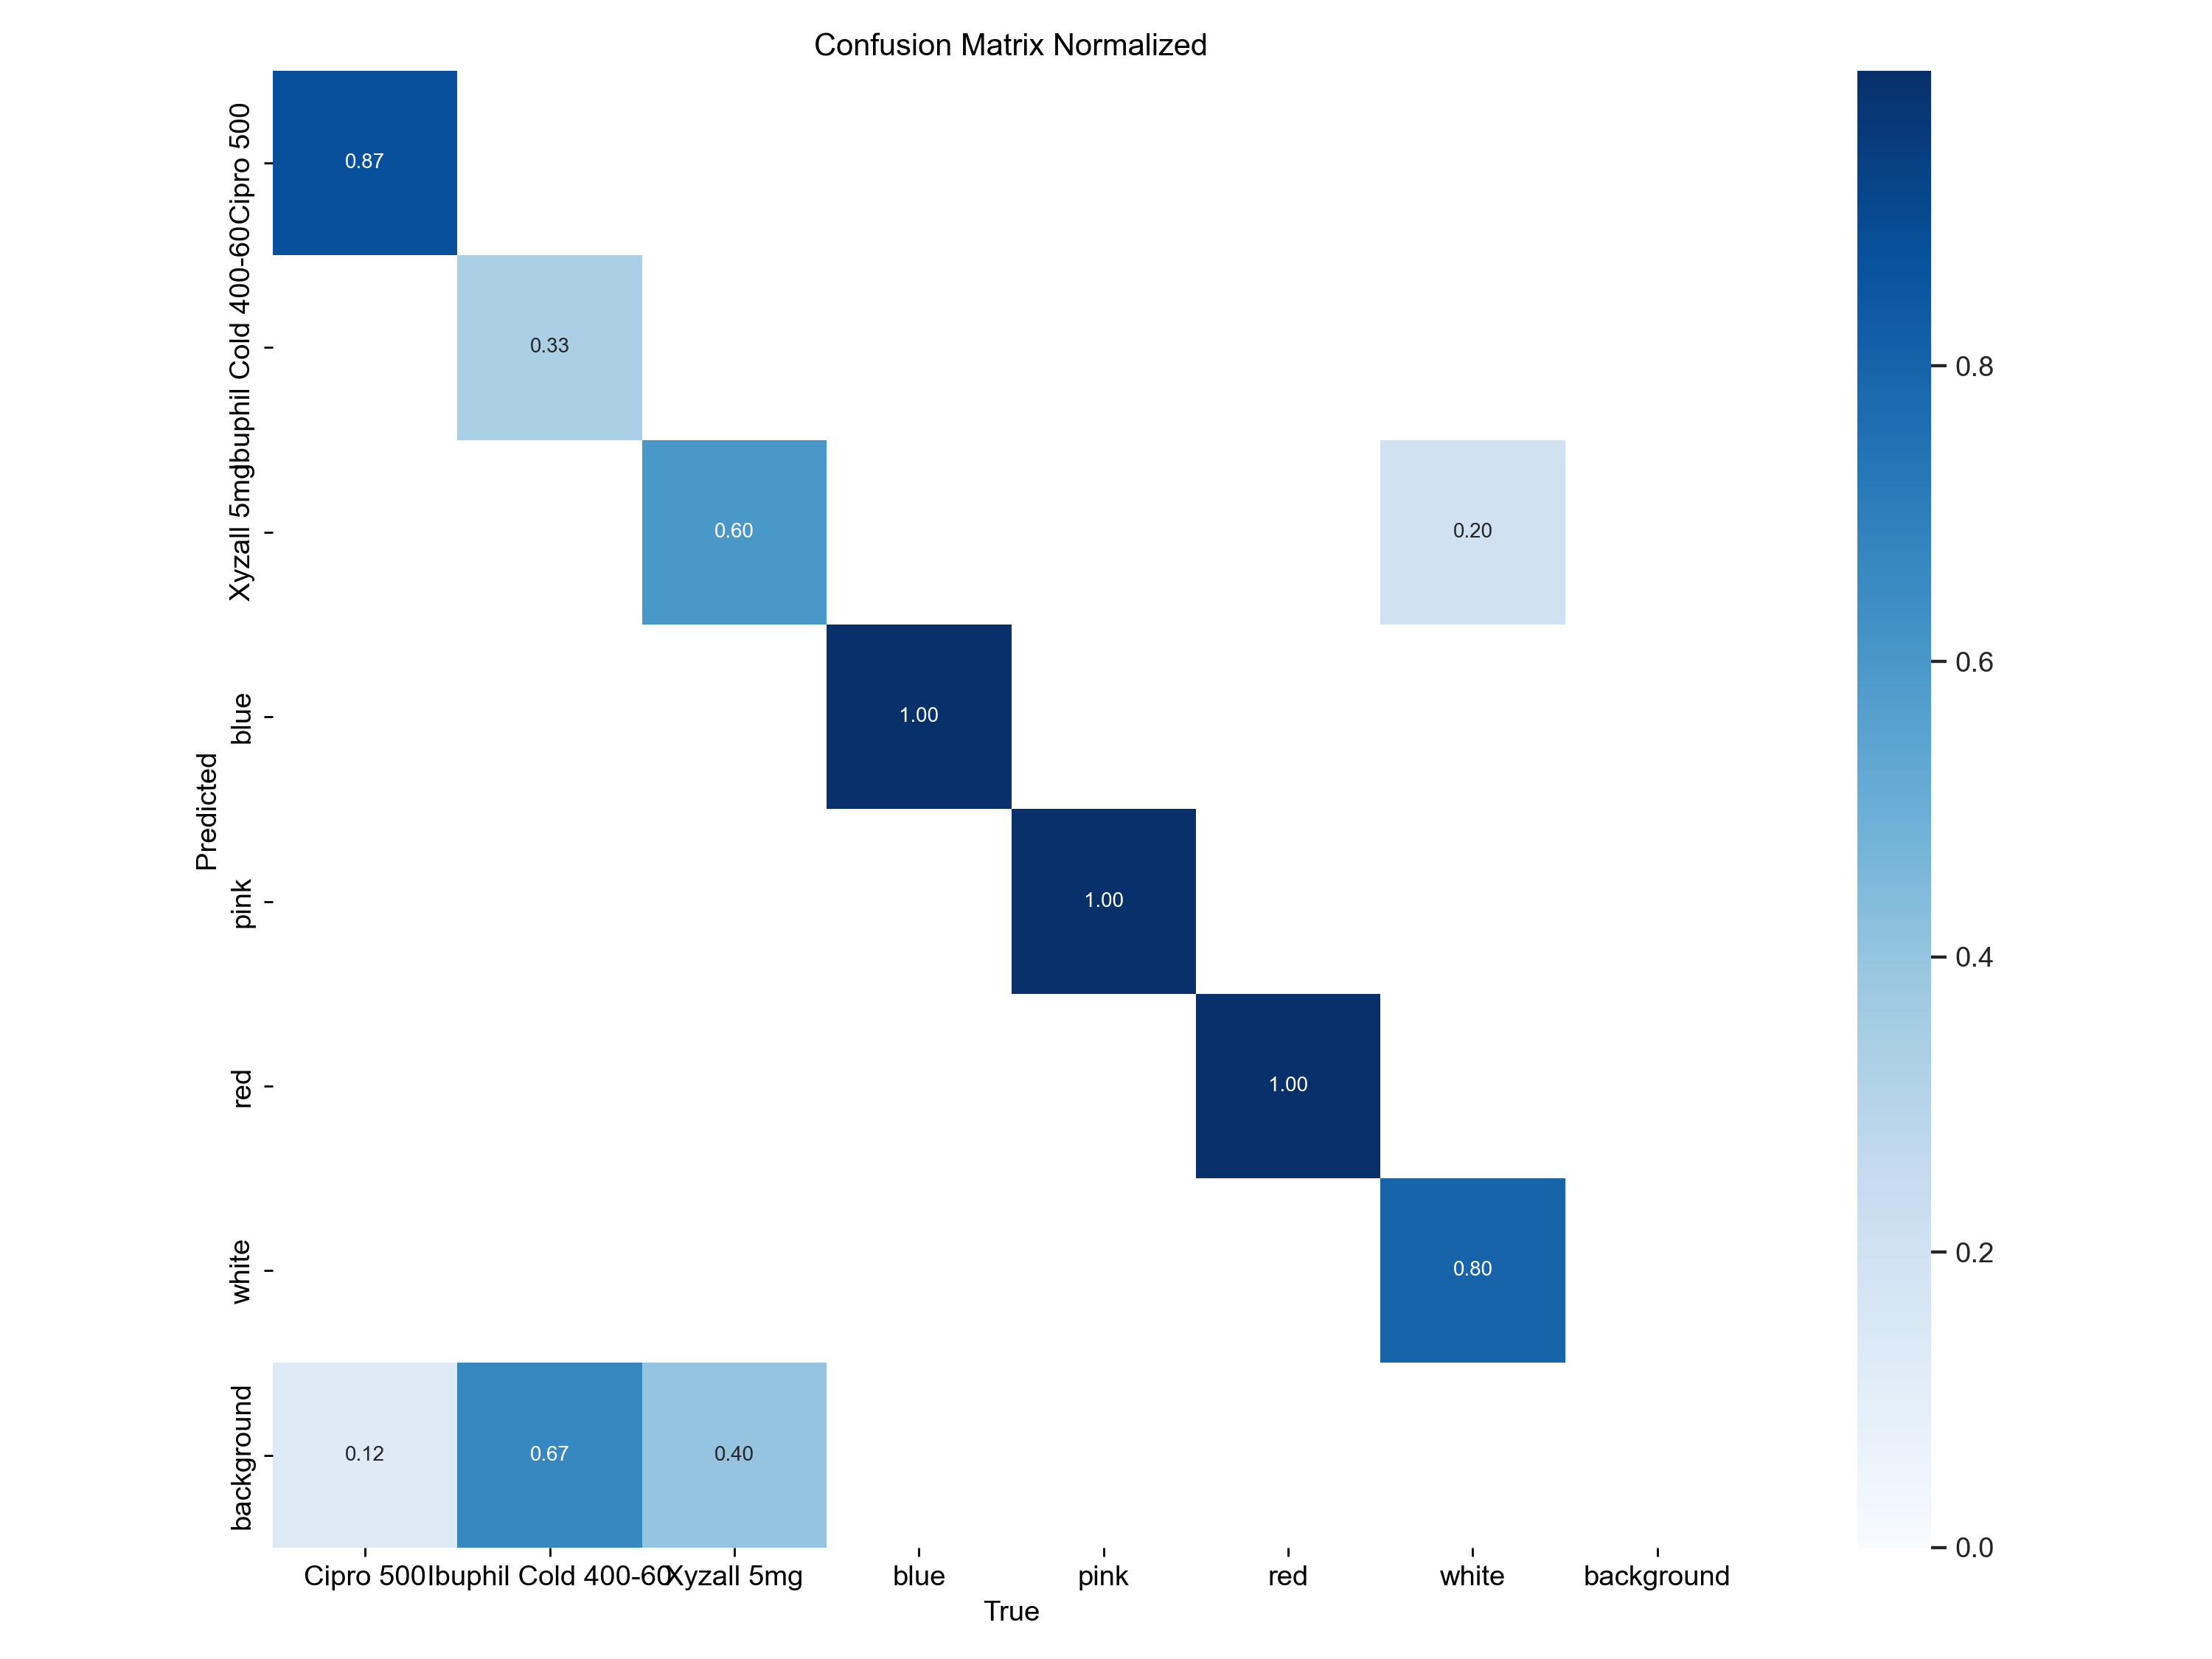 Confusion Matrix Normalized
Cipro 500
0.87
Ibuphil Cold 400-60
0.33
Xyzall 5mg
0.60
0.20
0.8
0.6
blue
1.00
Predicted
pink
1.00
0.4
red
1.00
white
0.80
0.2
background
0.12
0.67
0.40
0.0
Cipro 500
Ibuphil Cold 400-60
Xyzall 5mg
blue
pink
red
white
background
True